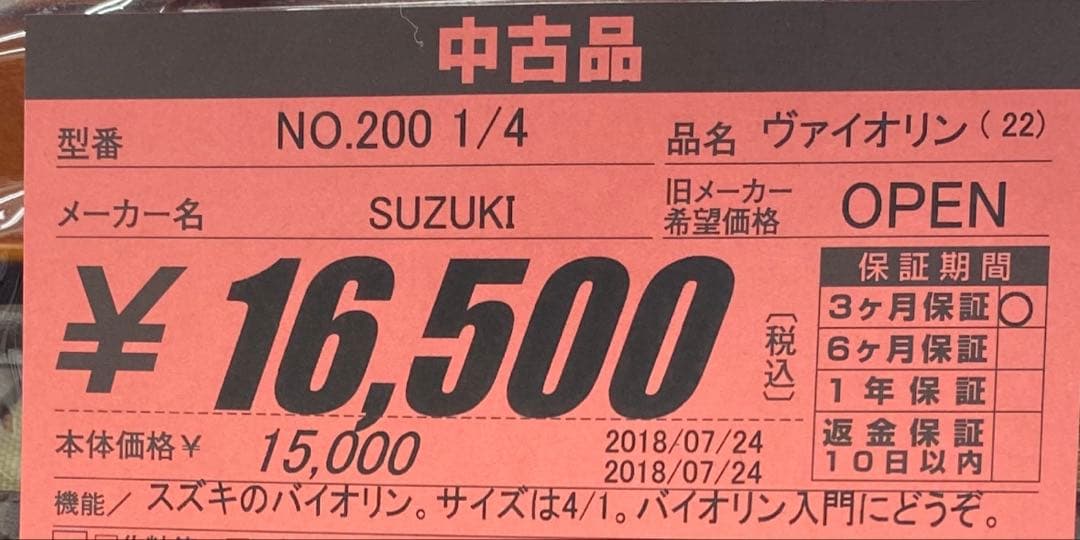 中古品
型番 NO.200 1/4 品名 ヴァイオリン(22)
メーカー名 SUZUKI 旧メーカー希望価格 OPEN
¥16,500〔税込〕
保証期間
3ヶ月保証 ○
6ヶ月保証
1年保証
返金保証
10日以内
本体価格¥ 15,000
2018/07/24
2018/07/24
機能/ スズキのバイオリン。サイズは4/1。バイオリン入門にどうぞ。